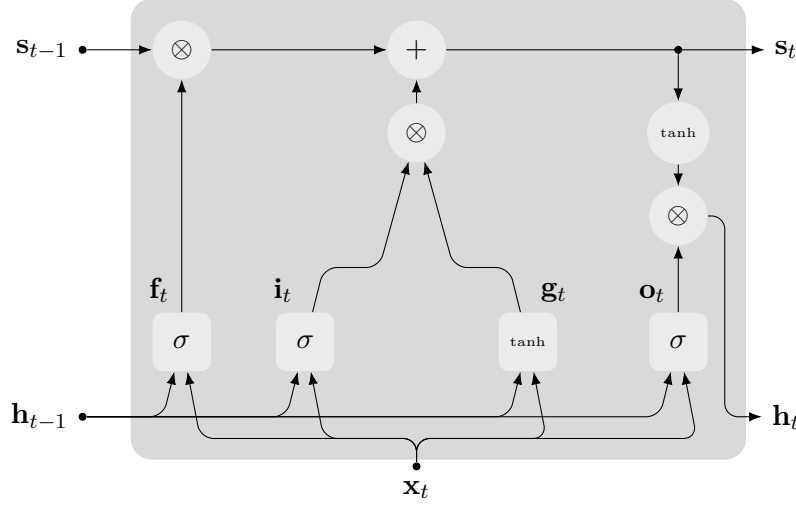 s_{t−1} ⊗ + s_t
⊗ tanh
⊗
f_t i_t g_t o_t
σ σ tanh σ
h_{t−1} h_t
x_t